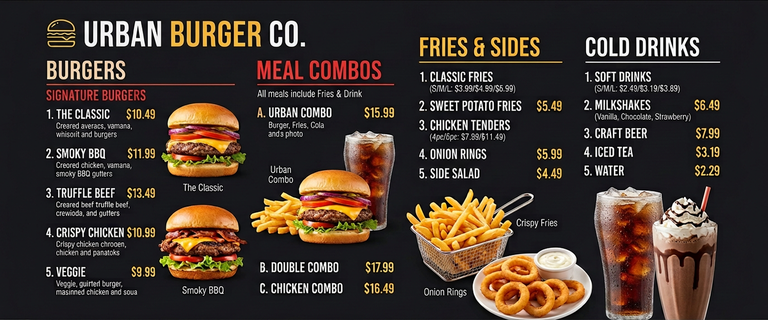 URBAN BURGER CO.
BURGERS
SIGNATURE BURGERS
1. THE CLASSIC $10.49
Creared averacs, vamana,
whisoit and burgers
2. SMOKY BBQ $11.99
Creared chicken, vamana,
smoky BBQ gutters
3. TRUFFLE BEEF $13.49
Creared beef truffle beef,
crewioda, and gutters
4. CRISPY CHICKEN $10.99
Crispy chicken chrooen,
chicken and panatoks
5. VEGGIE $9.99
Veggie, guirted burger,
masinned chicken and soua
The Classic
Smoky BBQ
MEAL COMBOS
All meals include Fries & Drink
A. URBAN COMBO $15.99
Burger, Fries, Cola
and a photo
Urban
Combo
B. DOUBLE COMBO $17.99
C. CHICKEN COMBO $16.49
FRIES & SIDES
1. CLASSIC FRIES
(S/M/L: $3.99/$4.99/$6.99)
2. SWEET POTATO FRIES $5.49
3. CHICKEN TENDERS
(4pc/6pc: $7.99/$11.49)
4. ONION RINGS $5.99
5. SIDE SALAD $4.49
Crispy Fries
Onion Rings
COLD DRINKS
1. SOFT DRINKS
(S/M/L: $2.49/$3.19/$3.89)
2. MILKSHAKES $6.49
(Vanilla, Chocolate, Strawberry)
3. CRAFT BEER $7.99
4. ICED TEA $3.19
5. WATER $2.29